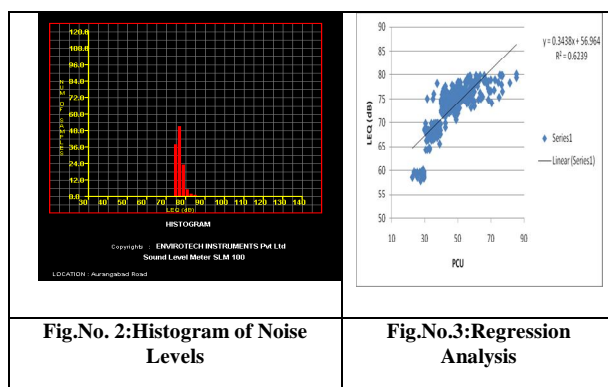 120.0
108.0
96.0
84.0
72.0
60.0
48.0
36.0
24.0
12.0
0.0
NUM OF SAMPLES
30 40 50 60 70 80 90 100 110 120 130 140
LEQ (dB)
HISTOGRAM
Copyrights : ENVIROTECH INSTRUMENTS Pvt Ltd
Sound Level Meter SLM 100
LOCATION : Aurangabad Road
Fig.No. 2:Histogram of Noise
Levels
90
85
80
75
70
65
60
55
50
LEQ (dB)
y = 0.3438x + 56.964
R² = 0.6239
Series1
Linear (Series1)
10 30 50 70 90
PCU
Fig.No.3:Regression
Analysis